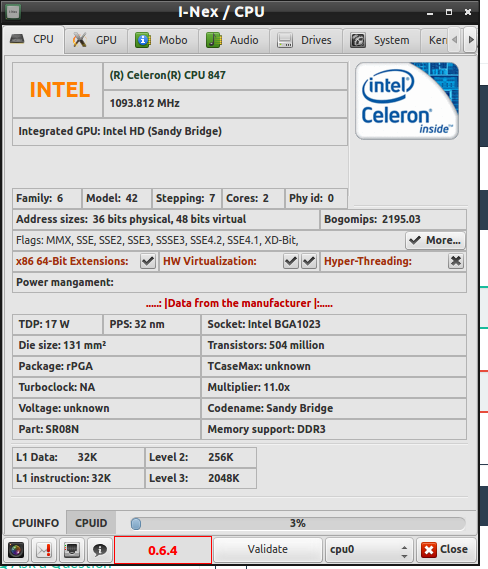 I-Nex / CPU
CPU GPU Mobo Audio Drives System Ker
INTEL
(R) Celeron(R) CPU 847
1093.812 MHz
Integrated GPU: Intel HD (Sandy Bridge)
intel
Celeron
inside™
Family: 6 Model: 42 Stepping: 7 Cores: 2 Phy id: 0
Address sizes: 36 bits physical, 48 bits virtual Bogomips: 2195.03
Flags: MMX, SSE, SSE2, SSE3, SSSE3, SSE4.2, SSE4.1, XD-Bit, More...
x86 64-Bit Extensions: HW Virtualization: Hyper-Threading:
Power mangament:
.....: |Data from the manufacturer |:.....
TDP: 17 W PPS: 32 nm Socket: Intel BGA1023
Die size: 131 mm² Transistors: 504 million
Package: rPGA TCaseMax: unknown
Turboclock: NA Multiplier: 11.0x
Voltage: unknown Codename: Sandy Bridge
Part: SR08N Memory support: DDR3
L1 Data: 32K Level 2: 256K
L1 instruction: 32K Level 3: 2048K
CPUINFO CPUID 3%
0.6.4 Validate cpu0 Close